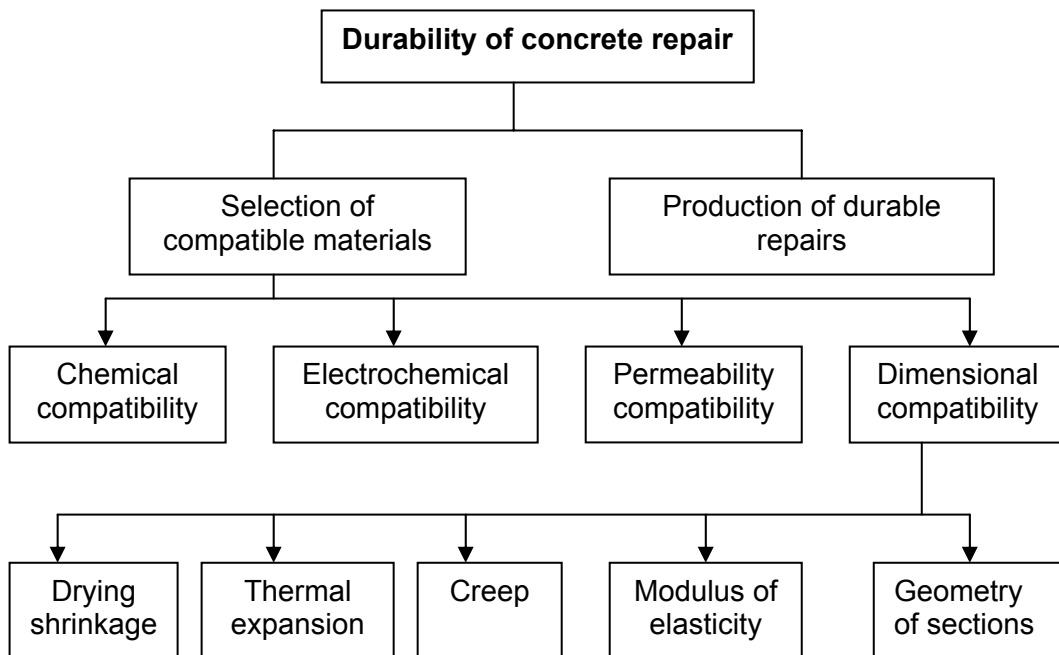 Durability of concrete repair
Selection of
compatible materials
Production of durable
repairs
Chemical
compatibility
Electrochemical
compatibility
Permeability
compatibility
Dimensional
compatibility
Drying
shrinkage
Thermal
expansion
Creep
Modulus of
elasticity
Geometry
of sections